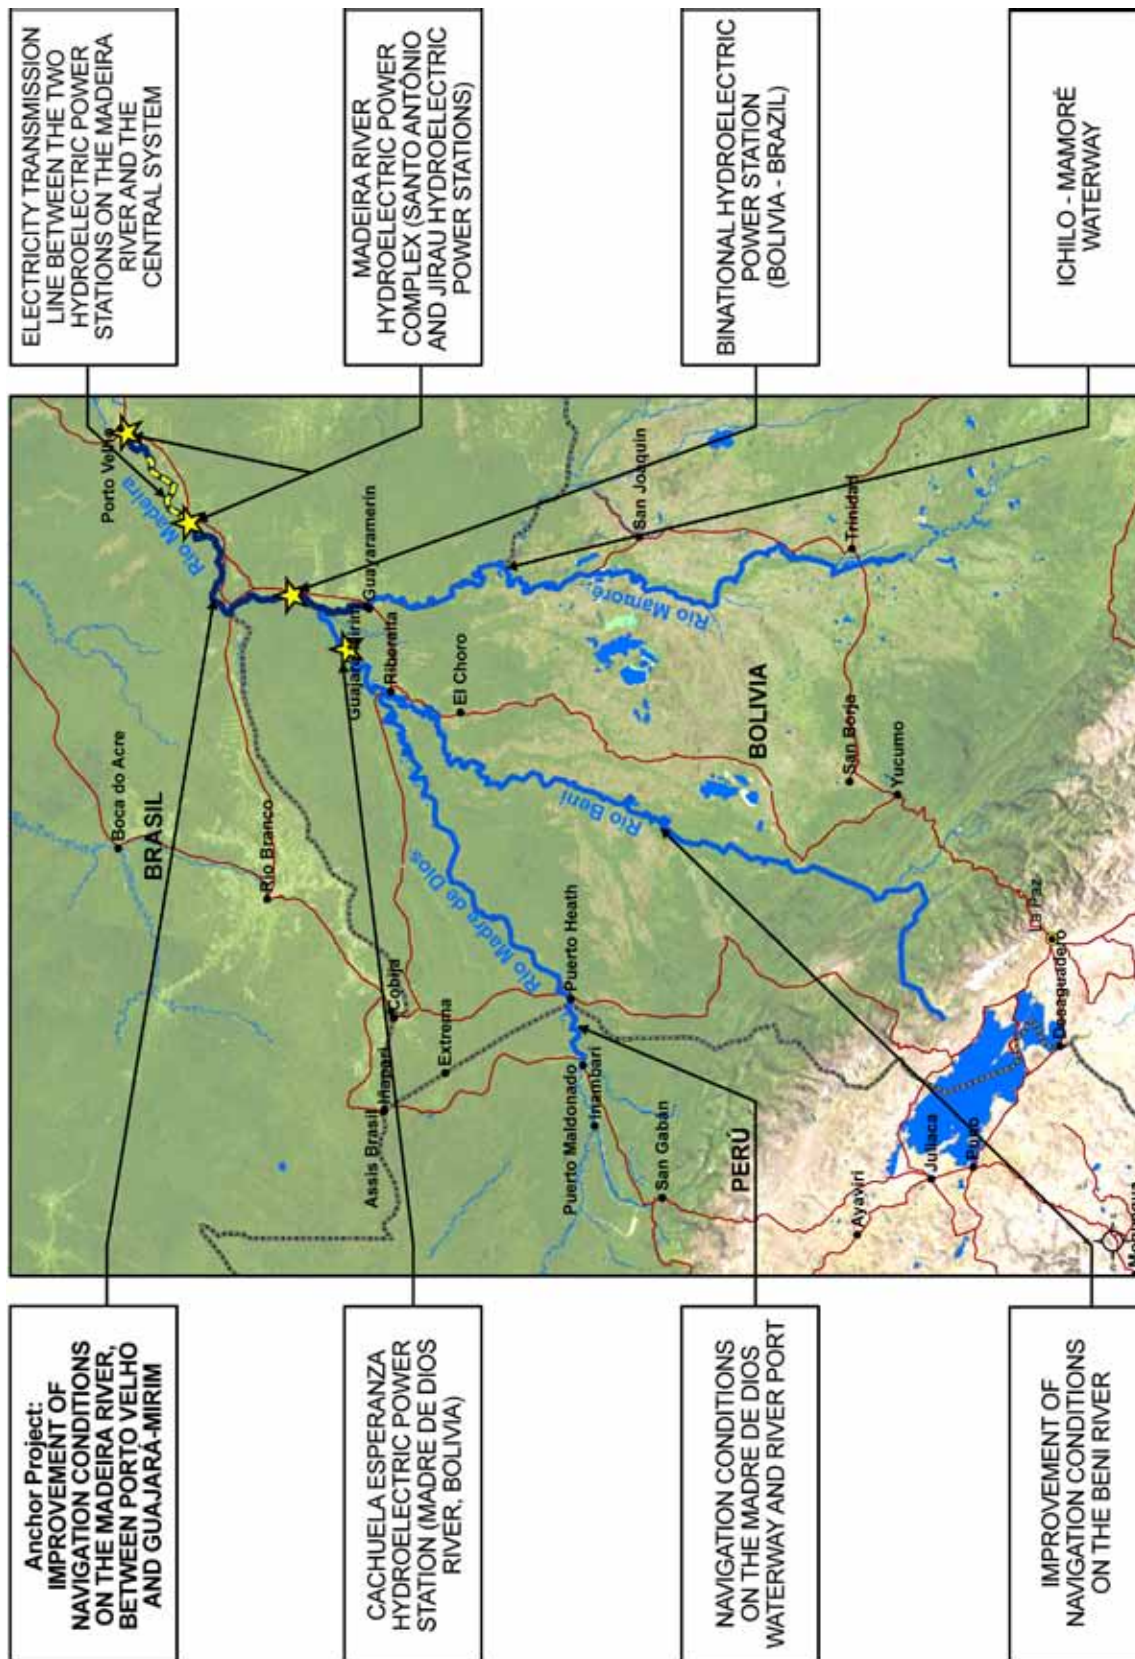 Anchor Project:
IMPROVEMENT OF
NAVIGATION CONDITIONS
ON THE MADEIRA RIVER,
BETWEEN PORTO VELHO
AND GUAJARÁ-MIRIM
CACHUELA ESPERANZA
HYDROELECTRIC POWER
STATION (MADRE DE DIOS
RIVER, BOLIVIA)
NAVIGATION CONDITIONS
ON THE MADRE DE DIOS
WATERWAY AND RIVER PORT
IMPROVEMENT OF
NAVIGATION CONDITIONS
ON THE BENI RIVER
ELECTRICITY TRANSMISSION
LINE BETWEEN THE TWO
HYDROELECTRIC POWER
STATIONS ON THE MADEIRA
RIVER AND THE
CENTRAL SYSTEM
MADEIRA RIVER
HYDROELECTRIC POWER
COMPLEX (SANTO ANTÔNIO
AND JIRAU HYDROELECTRIC
POWER STATIONS)
BINATIONAL HYDROELECTRIC
POWER STATION
(BOLIVIA - BRAZIL)
ICHILO - MAMORÉ
WATERWAY
Porto Velho
Río Madeira
Boca do Acre
BRASIL
Rio Branco
Guajará-Mirim
Guayaramerín
Riberalta
Assis Brasil
Iñapari
Cobija
Extrema
El Choro
Río Madre de Dios
Río Beni
Río Mamoré
San Joaquín
Puerto Heath
Puerto Maldonado
Inambari
San Gabán
PERÚ
BOLIVIA
Trinidad
San Borja
Yucumo
Ayaviri
Juliaca
Puno
La Paz
Desaguadero